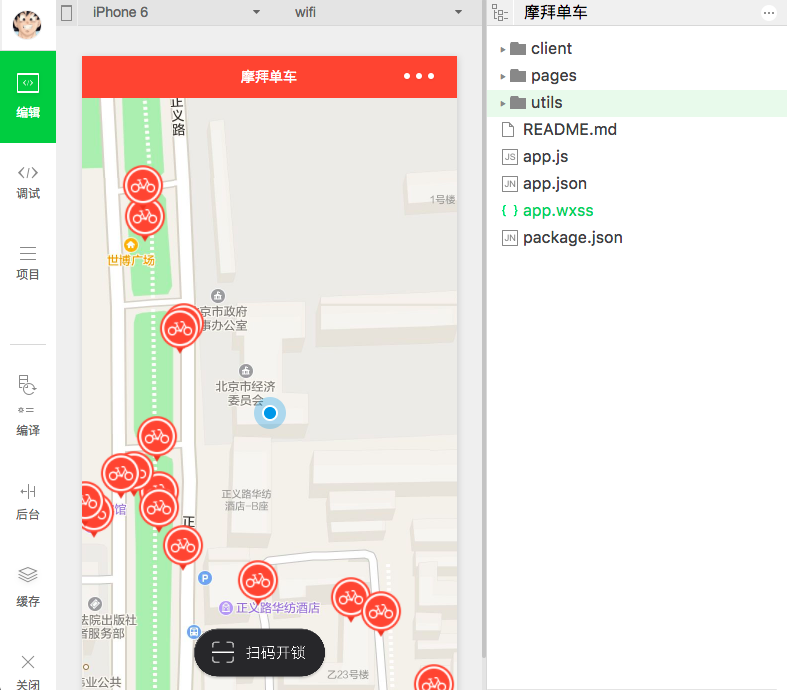 iPhone 6
wifi
摩拜单车
编辑
调试
项目
编译
后台
缓存
关闭
摩拜单车
正
义
路
1号楼
世博广场
京市政府
事办公室
北京市经济
委员会
正义路华纺
酒店-B座
馆
正
P
正义路华纺酒店
法院出版社
者服务部
扫码开锁
乙23号楼
业公共
client
pages
utils
README.md
JS app.js
JN app.json
{ } app.wxss
JN package.json